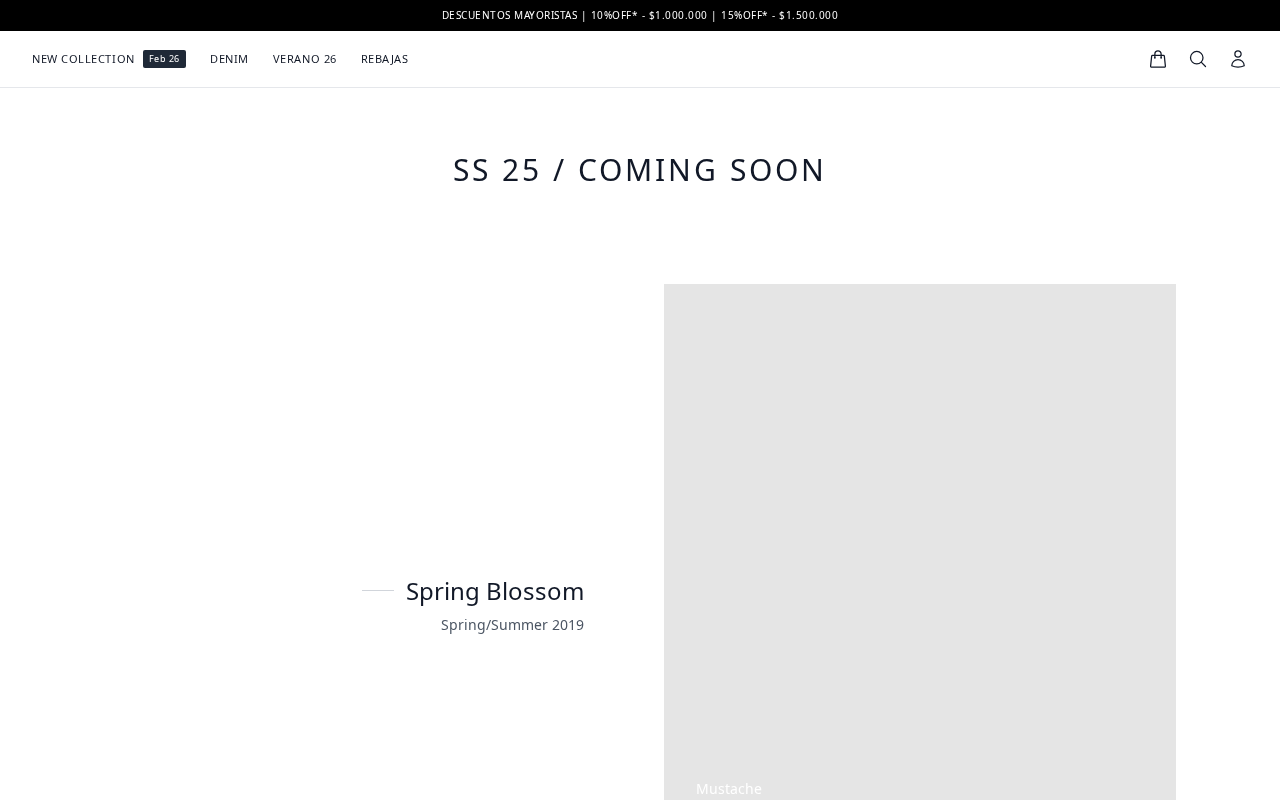 DESCUENTOS MAYORISTAS | 10%OFF* - $1.000.000 | 15%OFF* - $1.500.000
NEW COLLECTION Feb 26 DENIM VERANO 26 REBAJAS
SS 25 / COMING SOON
Spring Blossom
Spring/Summer 2019
Mustache